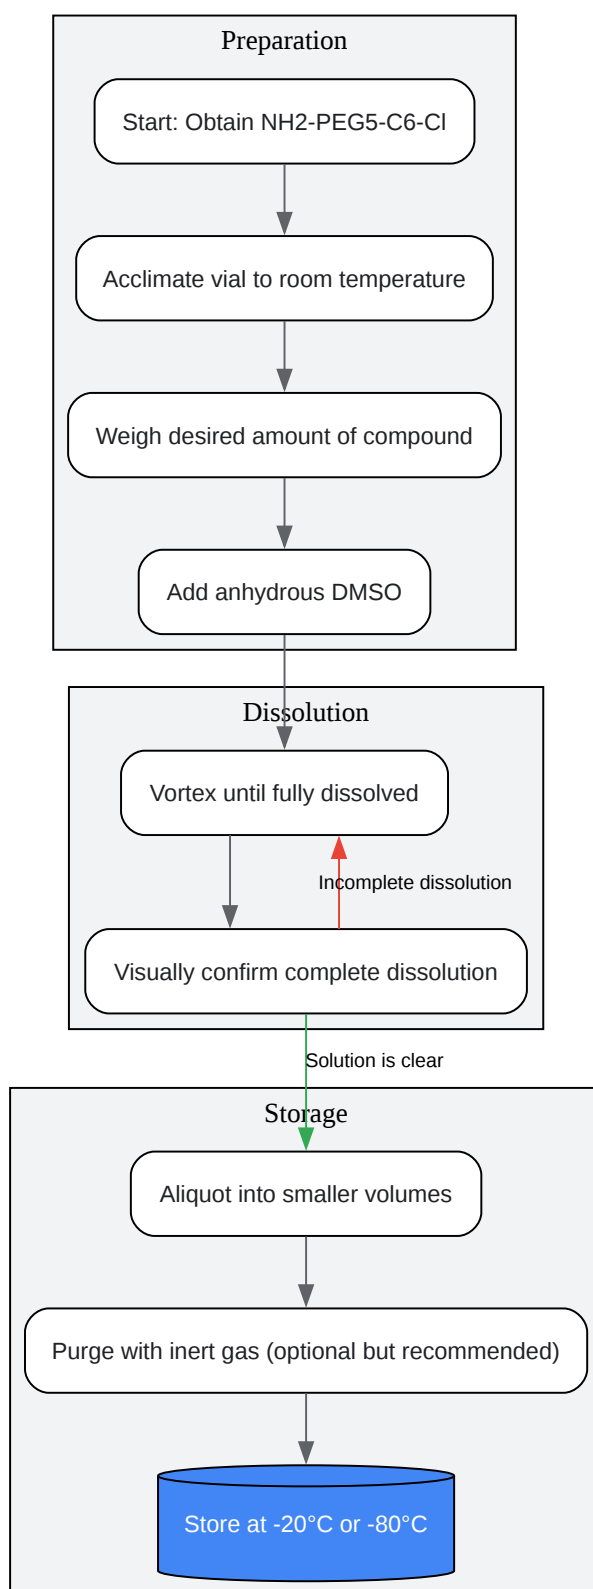 Preparation
Start: Obtain NH2-PEG5-C6-Cl
Acclimate vial to room temperature
Weigh desired amount of compound
Add anhydrous DMSO
Dissolution
Vortex until fully dissolved
Incomplete dissolution
Visually confirm complete dissolution
Solution is clear
Storage
Aliquot into smaller volumes
Purge with inert gas (optional but recommended)
Store at -20°C or -80°C